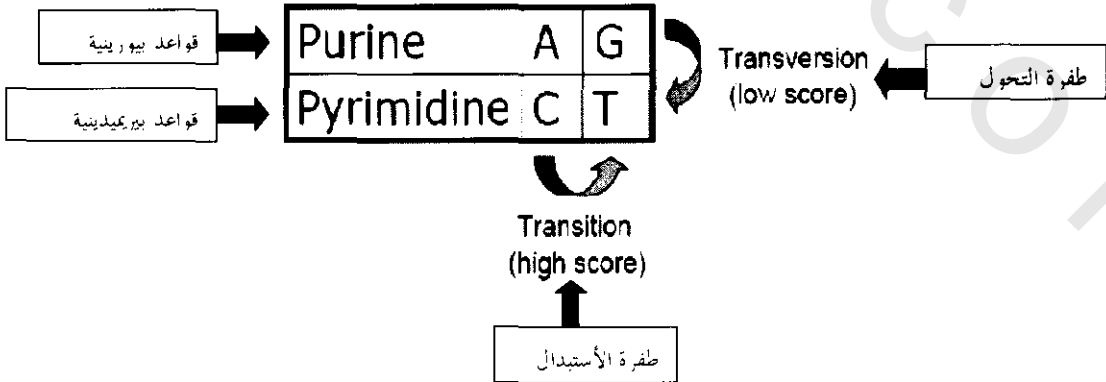 قواعد بيورينية
Purine A G
Transversion
(low score)
طفرة التحول
قواعد بيريميدينية
Pyrimidine C T
Transition
(high score)
طفرة الأستبدال